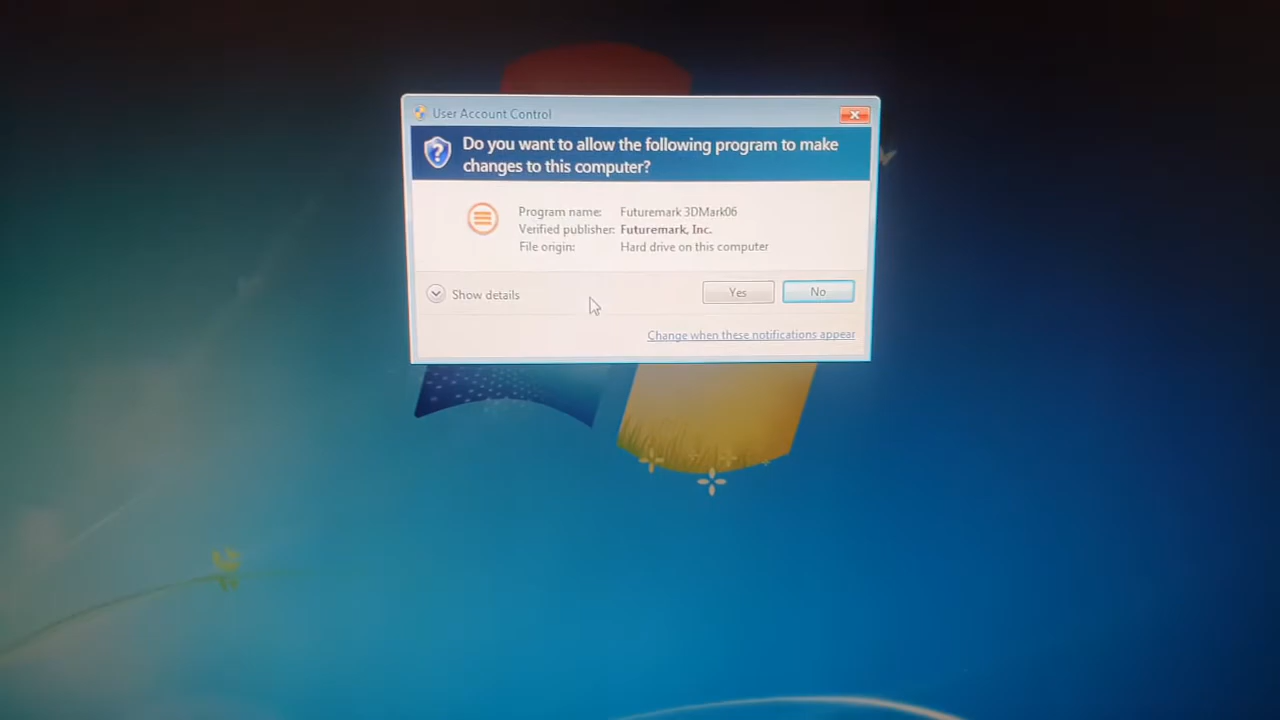 User Account Control
Do you want to allow the following program to make
changes to this computer?
Program name: Futuremark 3DMark06
Verified publisher: Futuremark, Inc.
File origin: Hard drive on this computer
Show details
Yes
No
Change when these notifications appear